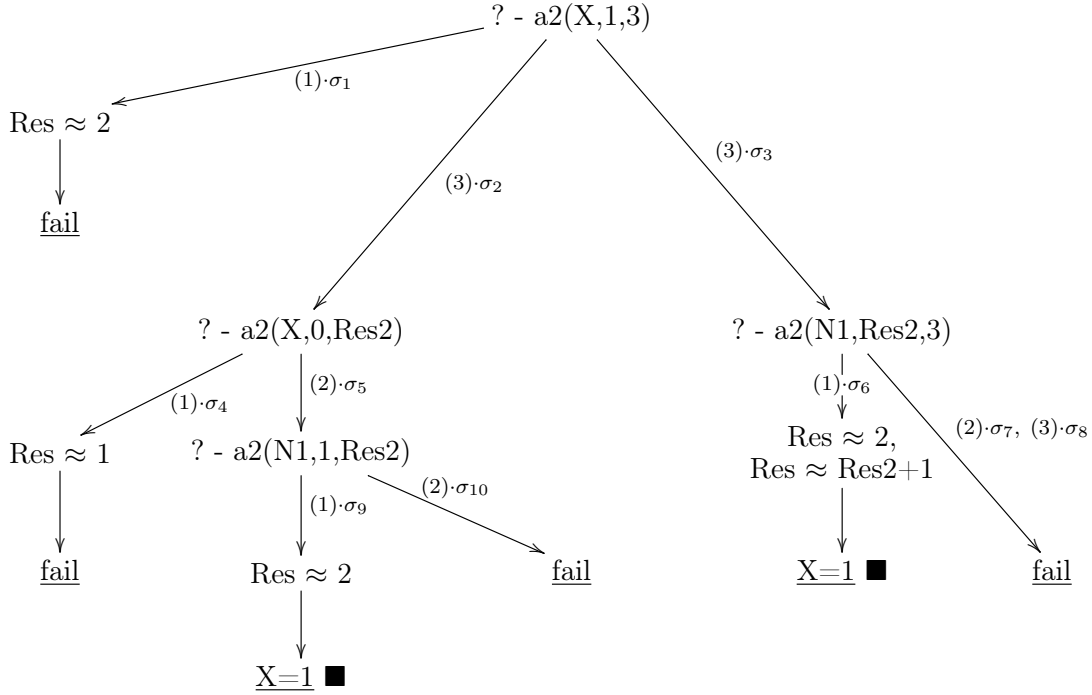 ? - a2(X,1,3)
(1)·σ1
(3)·σ2
(3)·σ3
Res ≈ 2
fail
? - a2(X,0,Res2)
? - a2(N1,Res2,3)
(1)·σ4
(2)·σ5
(1)·σ6
(2)·σ7, (3)·σ8
Res ≈ 1
? - a2(N1,1,Res2)
Res ≈ 2,
Res ≈ Res2+1
(1)·σ9
(2)·σ10
fail
Res ≈ 2
fail
X=1 ■
fail
X=1 ■